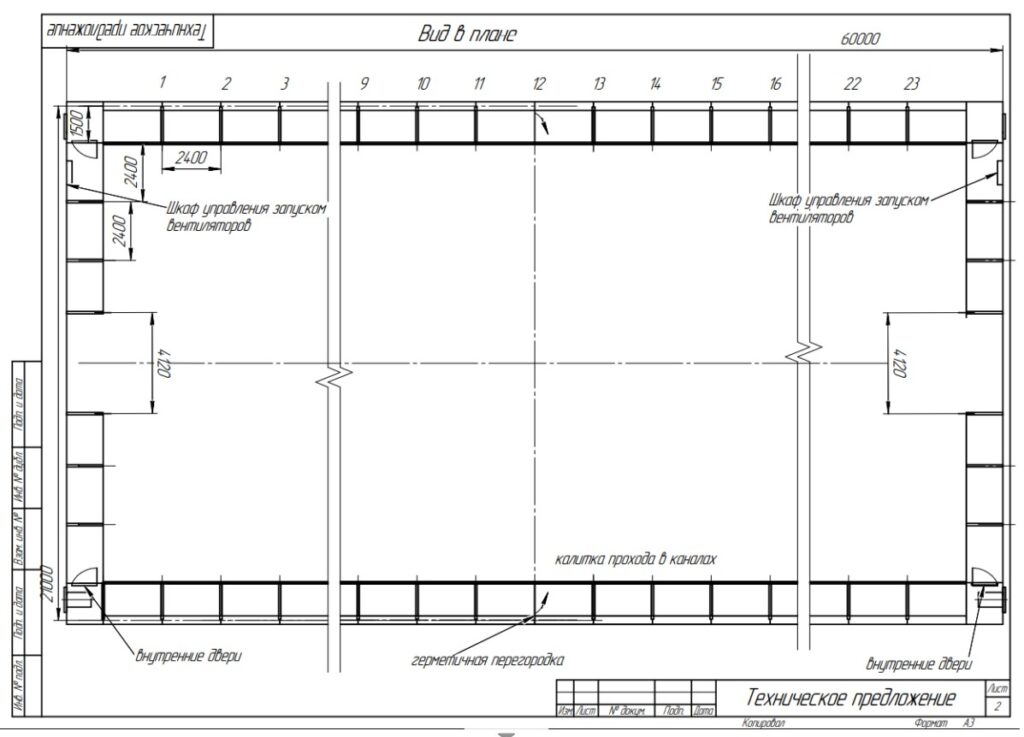 Техническое предложение
Вид в плане
60000
1 2 3 9 10 11 12 13 14 15 16 22 23
1500
2400
2400
2400
Шкаф управления запуском
вентиляторов
Шкаф управления запуском
вентиляторов
4120
4120
калитка прохода в каналах
21000
внутренние двери
герметичная перегородка
внутренние двери
Подп. и дата
Инв. № дубл.
Взам. инв. №
Подп. и дата
Инв. № подл.
Изм. Лист № докум. Подп. Дата
Техническое предложение
Лист
2
Копировал
Формат А3